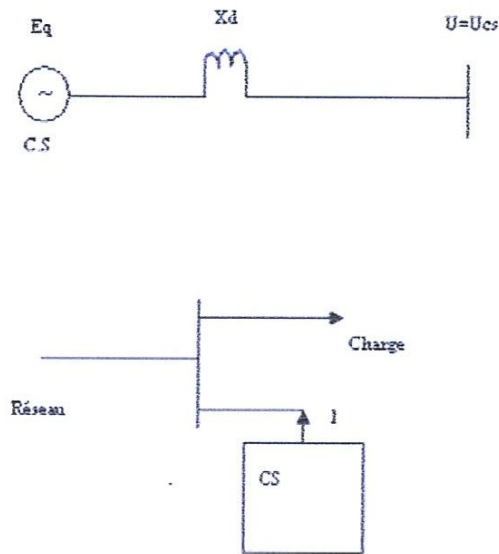 Eq
Xd
U=Ucs
~
C.S
Charge
Réseau
I
CS